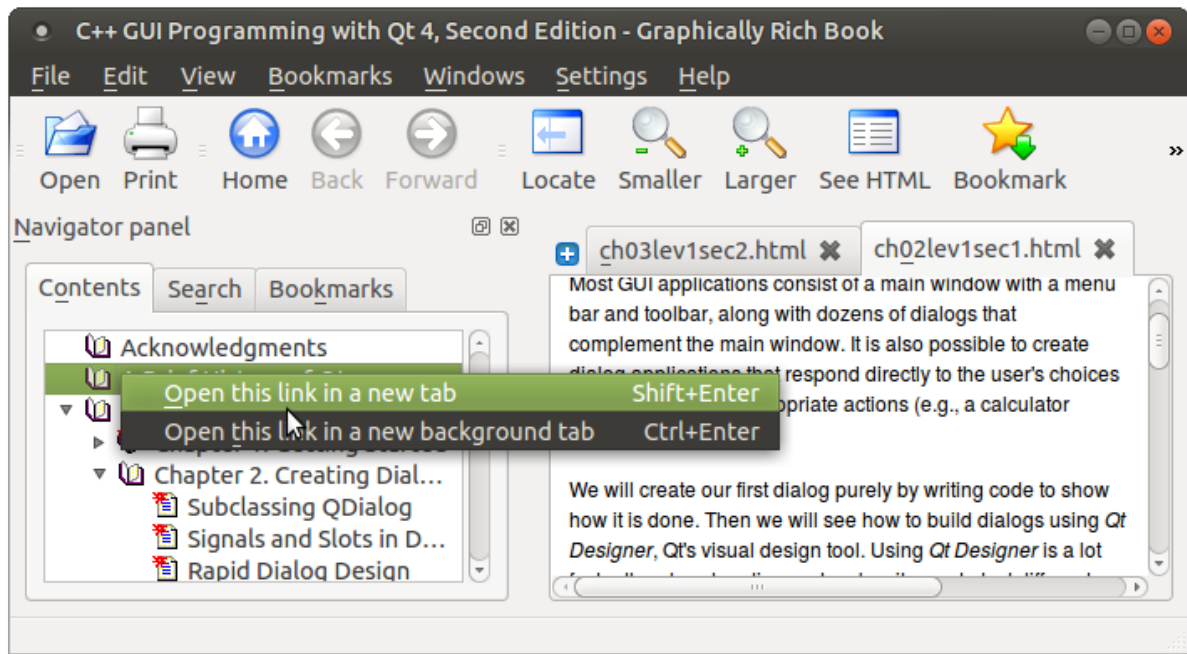 C++ GUI Programming with Qt 4, Second Edition - Graphically Rich Book
File Edit View Bookmarks Windows Settings Help
Open Print Home Back Forward Locate Smaller Larger See HTML Bookmark
Navigator panel
ch03lev1sec2.html ch02lev1sec1.html
Contents Search Bookmarks
Acknowledgments
Open this link in a new tab Shift+Enter
Open this link in a new background tab Ctrl+Enter
Chapter 2. Creating Dial...
Subclassing QDialog
Signals and Slots in D...
Rapid Dialog Design
Most GUI applications consist of a main window with a menu
bar and toolbar, along with dozens of dialogs that
complement the main window. It is also possible to create
dialog applications that respond directly to the user's choices
actions (e.g., a calculator
We will create our first dialog purely by writing code to show
how it is done. Then we will see how to build dialogs using Qt
Designer, Qt's visual design tool. Using Qt Designer is a lot